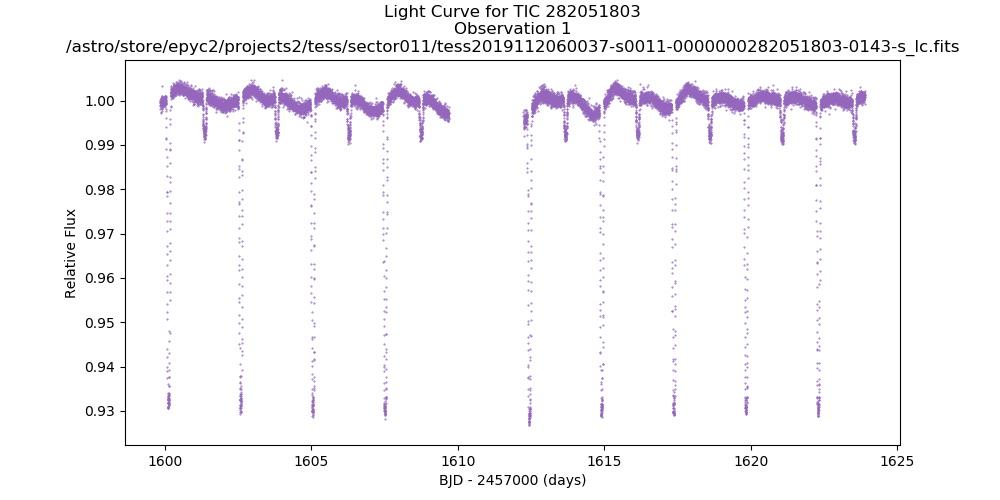 Light Curve for TIC 282051803
Observation 1
/astro/store/epyc2/projects2/tess/sector011/tess2019112060037-s0011-0000000282051803-0143-s_lc.fits
1.00
0.99
0.98
0.97
0.96
0.95
0.94
0.93
Relative Flux
1600
1605
1610
1615
1620
1625
BJD - 2457000 (days)